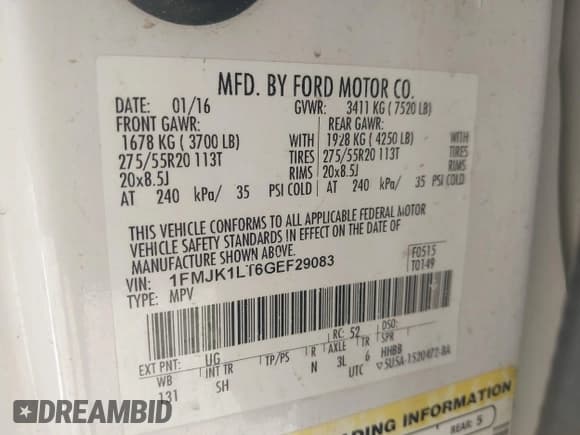 MFD. BY FORD MOTOR CO.
DATE: 01/16 GVWR: 3411 KG ( 7520 LB)
FRONT GAWR: REAR GAWR:
1678 KG ( 3700 LB) WITH 1928 KG ( 4250 LB) WITH
275/55R20 113T TIRES 275/55R20 113T TIRES
20x8.5J RIMS 20x8.5J RIMS
AT 240 kPa/ 35 PSI COLD AT 240 kPa/ 35 PSI COLD
THIS VEHICLE CONFORMS TO ALL APPLICABLE FEDERAL MOTOR
VEHICLE SAFETY STANDARDS IN EFFECT ON THE DATE OF
MANUFACTURE SHOWN ABOVE.
VIN: 1FMJK1LT6GEF29083 F0515
TYPE: MPV T0149
EXT PNT: UG RC: 52 DSO:
WB INT TR TP/PS R AXLE TR SPR
131 SH N 3L 6 HHBB
UTC ▽5U5A-1520472-BA
ADING INFORMATION
REAR: 5
DREAMBID